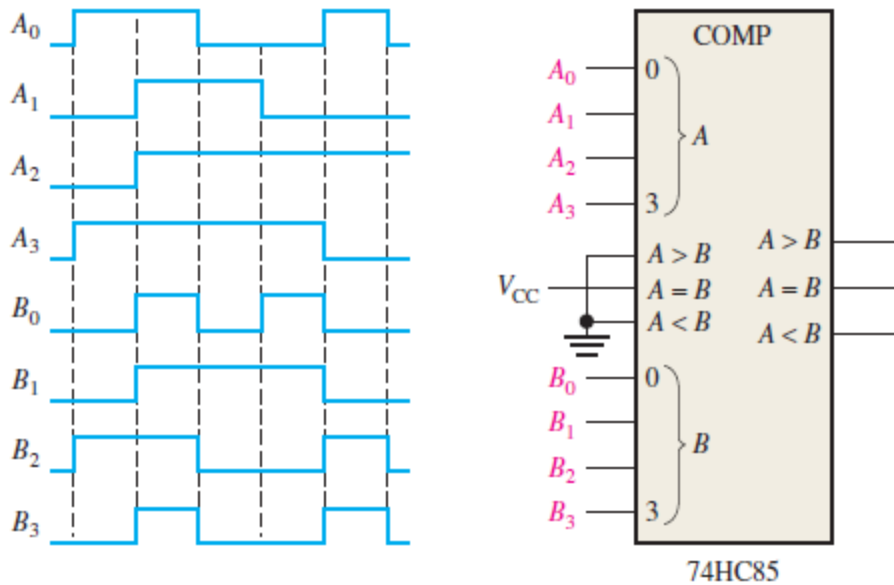 A₀
A₁
A₂
A₃
B₀
B₁
B₂
B₃
COMP
A₀ 0
A₁
A
A₂
A₃ 3
A > B A > B
V_CC A = B A = B
A < B A < B
B₀ 0
B₁
B
B₂
B₃ 3
74HC85